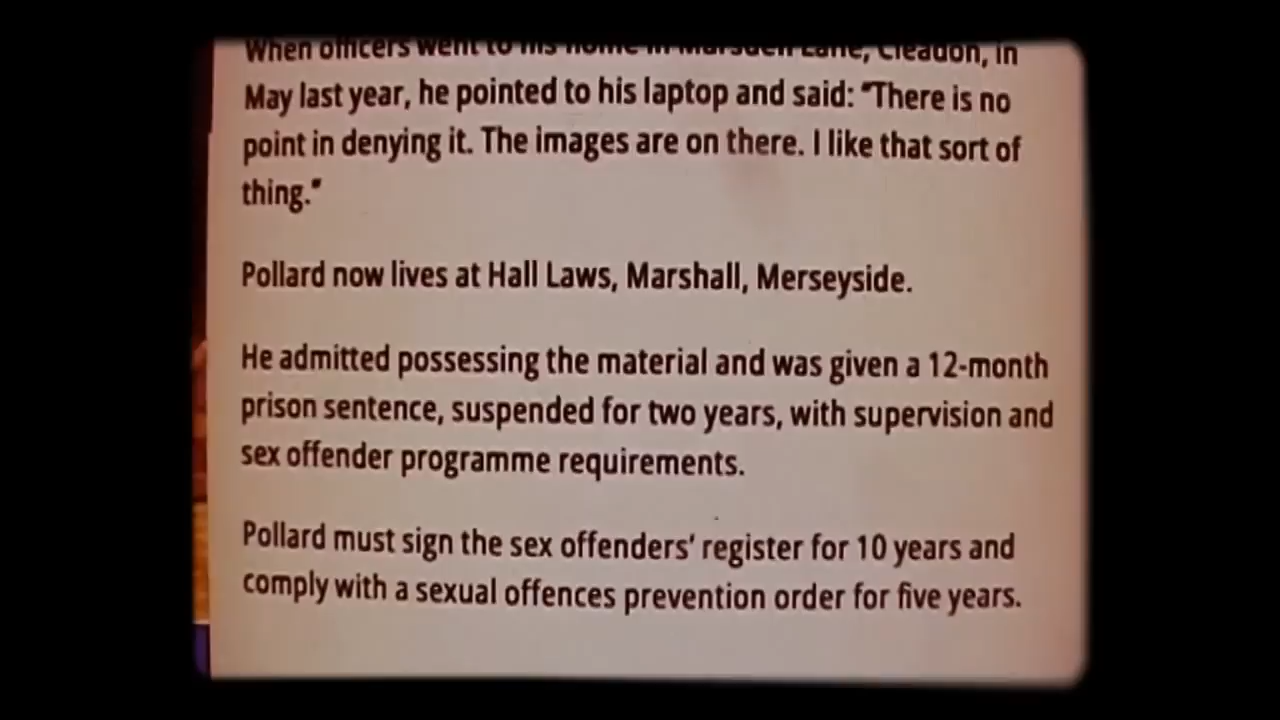 When officers went to his home in Marsden Lane, Cleadon, in
May last year, he pointed to his laptop and said: "There is no
point in denying it. The images are on there. I like that sort of
thing."
Pollard now lives at Hall Laws, Marshall, Merseyside.
He admitted possessing the material and was given a 12-month
prison sentence, suspended for two years, with supervision and
sex offender programme requirements.
Pollard must sign the sex offenders' register for 10 years and
comply with a sexual offences prevention order for five years.